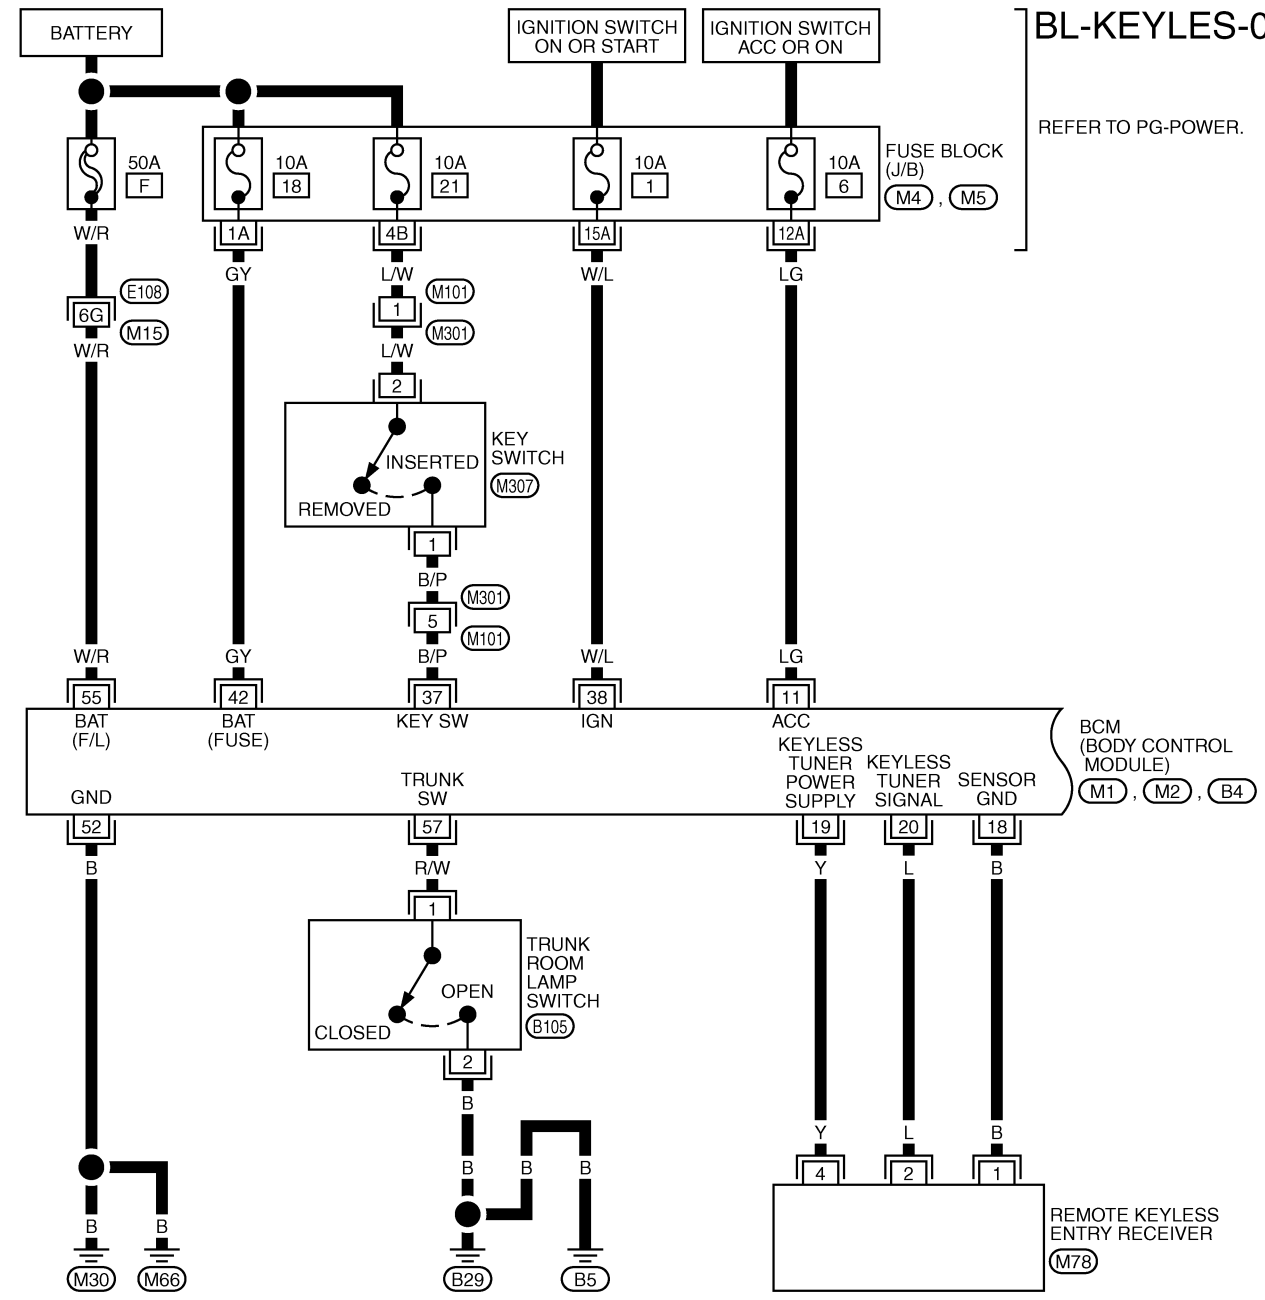 BL-KEYLES-0
BATTERY
IGNITION SWITCH
ON OR START
IGNITION SWITCH
ACC OR ON
REFER TO PG-POWER.
50A
F
10A
18
10A
21
10A
1
10A
6
FUSE BLOCK
(J/B)
M4 , M5
W/R
1A
4B
15A
12A
GY
L/W
W/L
LG
E108
6G
M15
M101
1
M301
W/R
L/W
2
KEY
SWITCH
M307
INSERTED
REMOVED
1
B/P
M301
5
M101
W/R
GY
B/P
W/L
LG
55
42
37
38
11
BAT
(F/L)
BAT
(FUSE)
KEY SW
IGN
ACC
BCM
(BODY CONTROL
MODULE)
M1 , M2 , B4
GND
TRUNK
SW
KEYLESS
TUNER
POWER
SUPPLY
KEYLESS
TUNER
SIGNAL
SENSOR
GND
52
57
19
20
18
B
R/W
Y
L
B
1
TRUNK
ROOM
LAMP
SWITCH
B105
OPEN
CLOSED
2
B
Y
L
B
B
B
B
4
2
1
B
B
REMOTE KEYLESS
ENTRY RECEIVER
M78
M30
M66
B29
B5